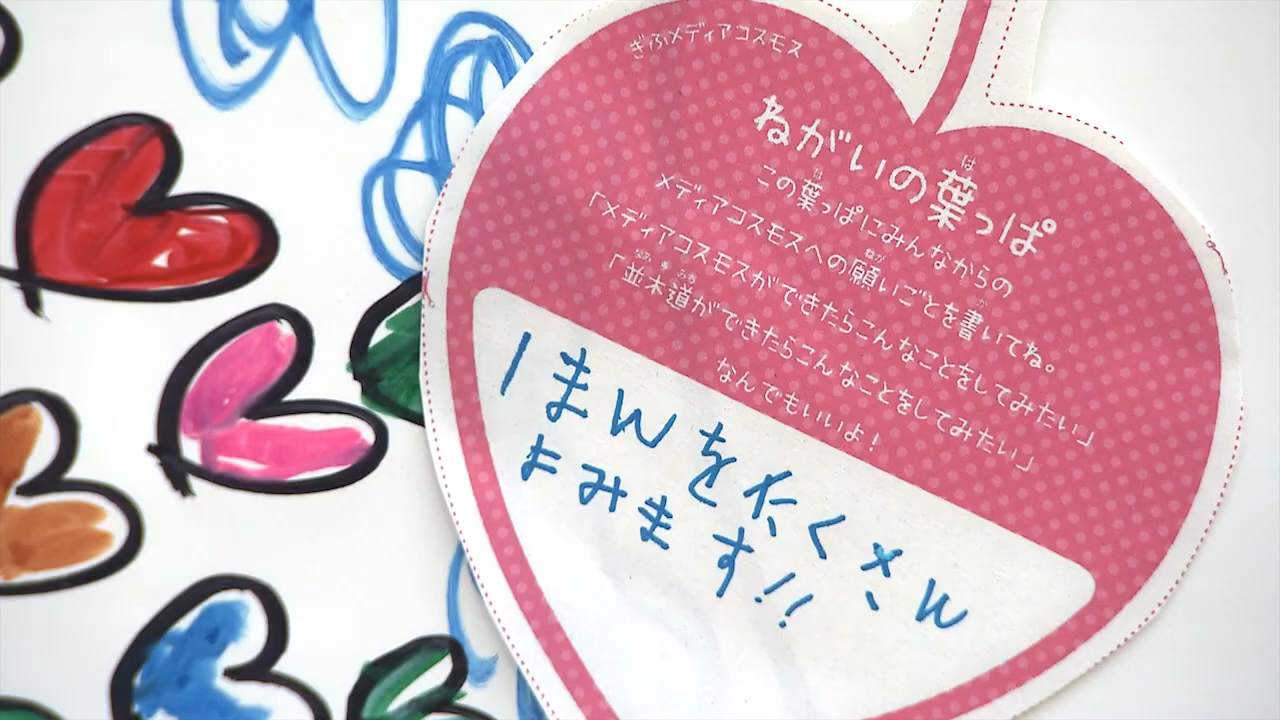 ぎふメディアコスモス
ねがいの葉っぱ
この葉っぱにみんなからの
メディアコスモスへの願いごとを書いてね。
「メディアコスモスができたらこんなことをしてみたい」
「並木道ができたらこんなことをしてみたい」
なんでもいいよ！
1まんをたくさん
よみます!!